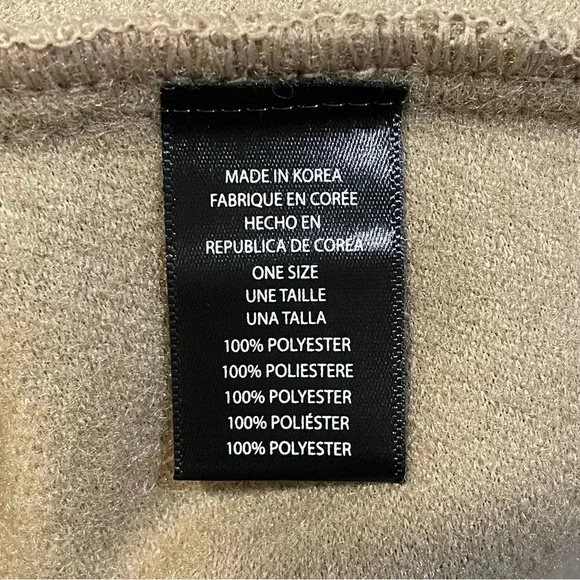 MADE IN KOREA
FABRIQUE EN CORÉE
HECHO EN
REPUBLICA DE COREA
ONE SIZE
UNE TAILLE
UNA TALLA
100% POLYESTER
100% POLIESTERE
100% POLYESTER
100% POLIÉSTER
100% POLYESTER